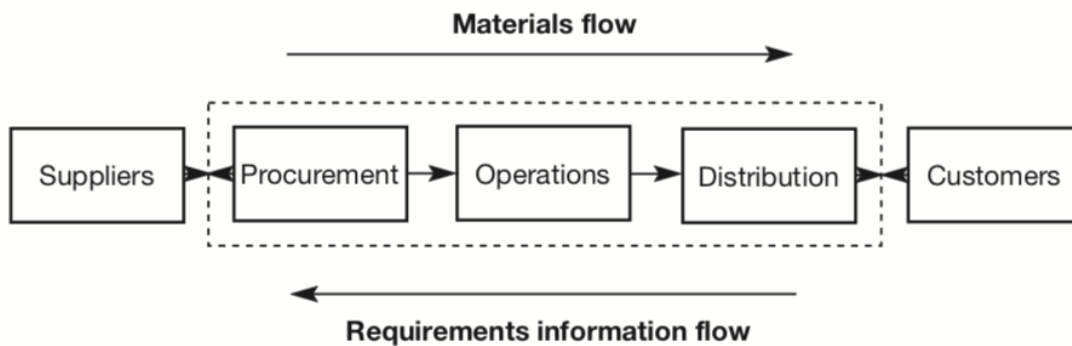 Materials flow
Suppliers
Procurement
Operations
Distribution
Customers
Requirements information flow